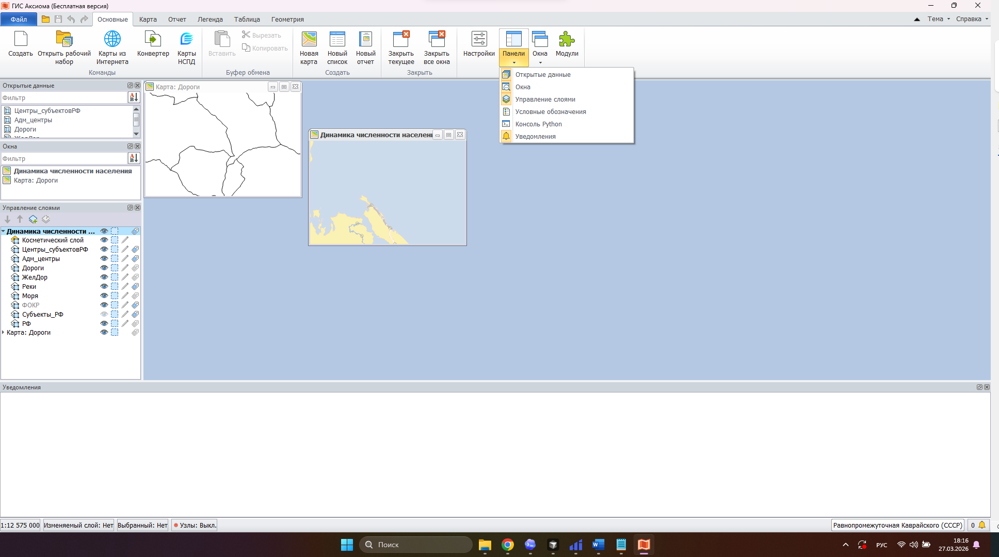 ГИС Аксиома (Бесплатная версия)
Файл
Основные
Карта
Отчет
Легенда
Таблица
Геометрия
Тема
Справка
Создать
Открыть рабочий набор
Карты из Интернета
Конвертер
Карты НСПД
Команды
Вставить
Вырезать
Копировать
Буфер обмена
Новая карта
Новый список
Новый отчет
Создать
Закрыть текущее
Закрыть все окна
Закрыть
Настройки
Панели
Окна
Модули
Открытые данные
Окна
Управление слоями
Условные обозначения
Консоль Python
Уведомления
Открытые данные
Фильтр
Центры_субъектовРФ
Адм_центры
Дороги
Окна
Фильтр
Динамика численности населения
Карта: Дороги
Управление слоями
Динамика численности ...
Косметический слой
Центры_субъектовРФ
Адм_центры
Дороги
ЖелДор
Реки
Моря
ФОКР
Субъекты_РФ
РФ
Карта: Дороги
Карта: Дороги
Динамика численности населени
Уведомления
1:12 575 000
Изменяемый слой: Нет
Выбранный: Нет
Узлы: Выкл.
Равнопромежуточная Каврайского (СССР)
0
Поиск
РУС
18:16
27.03.2026